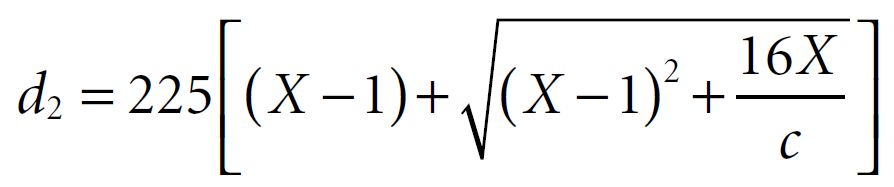 d₂ = 225[(X − 1) + √((X − 1)² + 16X/c)]